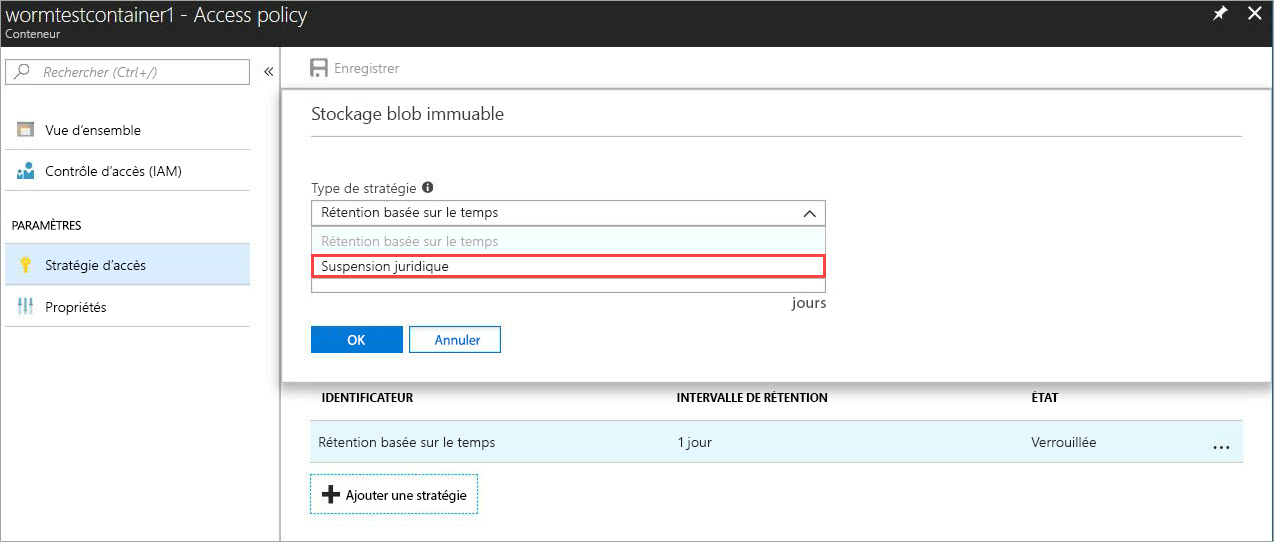 wormtestcontainer1 - Access policy
Conteneur
Rechercher (Ctrl+/)
Enregistrer
Stockage blob immuable
Vue d'ensemble
Contrôle d'accès (IAM)
Type de stratégie
Rétention basée sur le temps
PARAMÈTRES
Rétention basée sur le temps
Stratégie d'accès
Suspension juridique
Propriétés
jours
OK
Annuler
IDENTIFICATEUR INTERVALLE DE RÉTENTION ÉTAT
Rétention basée sur le temps 1 jour Verrouillée ...
Ajouter une stratégie